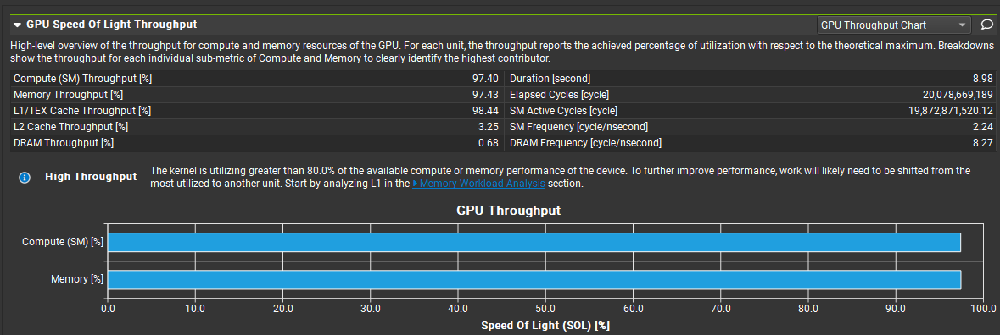 GPU Speed Of Light Throughput
GPU Throughput Chart
High-level overview of the throughput for compute and memory resources of the GPU. For each unit, the throughput reports the achieved percentage of utilization with respect to the theoretical maximum. Breakdowns
show the throughput for each individual sub-metric of Compute and Memory to clearly identify the highest contributor.
Compute (SM) Throughput [%] 97.40 Duration [second] 8.98
Memory Throughput [%] 97.43 Elapsed Cycles [cycle] 20,078,669,189
L1/TEX Cache Throughput [%] 98.44 SM Active Cycles [cycle] 19,872,871,520.12
L2 Cache Throughput [%] 3.25 SM Frequency [cycle/nsecond] 2.24
DRAM Throughput [%] 0.68 DRAM Frequency [cycle/nsecond] 8.27
High Throughput
The kernel is utilizing greater than 80.0% of the available compute or memory performance of the device. To further improve performance, work will likely need to be shifted from the
most utilized to another unit. Start by analyzing L1 in the Memory Workload Analysis section.
GPU Throughput
Compute (SM) [%]
Memory [%]
0.0 10.0 20.0 30.0 40.0 50.0 60.0 70.0 80.0 90.0 100.0
Speed Of Light (SOL) [%]